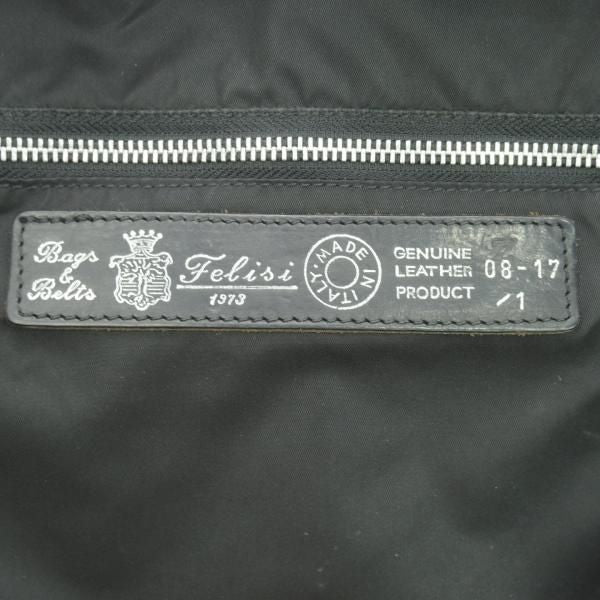 Bags
&
Belts
Felisi
1973
MADE IN ITALY
GENUINE
LEATHER
PRODUCT
08-17
/1